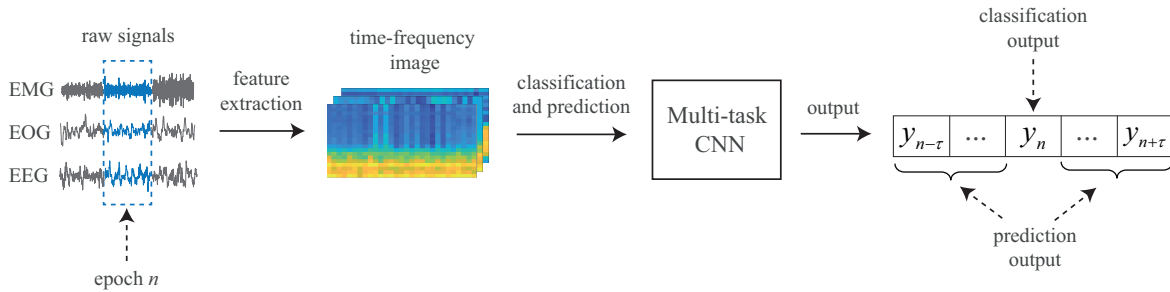 raw signals
EMG
EOG
EEG
epoch n
feature
extraction
time-frequency
image
classification
and prediction
Multi-task
CNN
output
classification
output
y_{n-τ} ... y_n ... y_{n+τ}
prediction
output